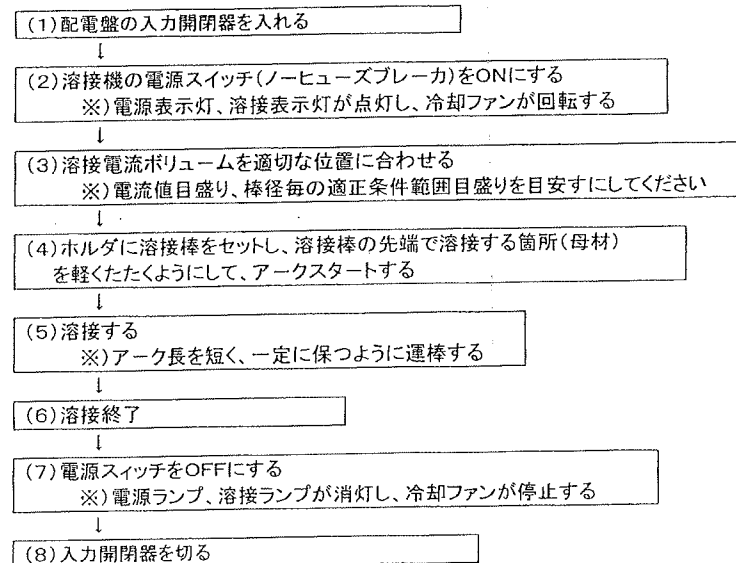 (1)配電盤の入力開閉器を入れる
↓
(2)溶接機の電源スイッチ(ノーヒューズブレーカ)をONにする
※)電源表示灯、溶接表示灯が点灯し、冷却ファンが回転する
↓
(3)溶接電流ボリュームを適切な位置に合わせる
※)電流値目盛り、棒径毎の適正条件範囲目盛りを目安すにしてください
↓
(4)ホルダに溶接棒をセットし、溶接棒の先端で溶接する箇所(母材)
を軽くたたくようにして、アークスタートする
↓
(5)溶接する
※)アーク長を短く、一定に保つように運棒する
↓
(6)溶接終了
↓
(7)電源スィッチをOFFにする
※)電源ランプ、溶接ランプが消灯し、冷却ファンが停止する
↓
(8)入力開閉器を切る